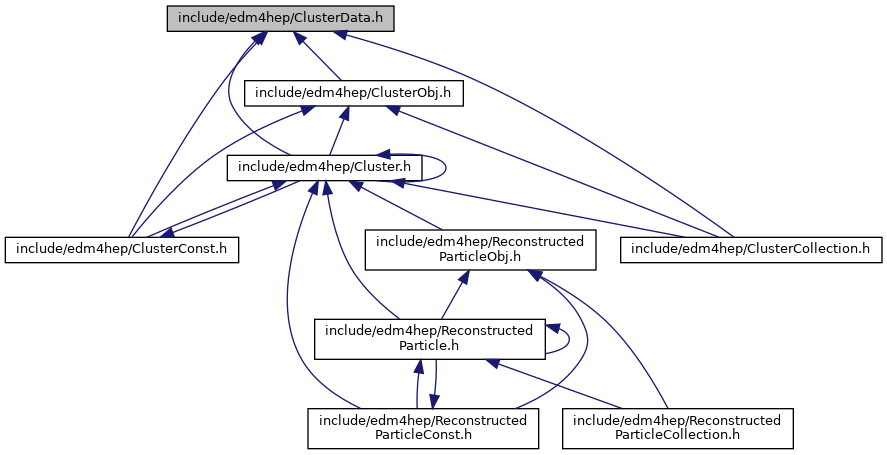 include/edm4hep/ClusterData.h
include/edm4hep/ClusterObj.h
include/edm4hep/Cluster.h
include/edm4hep/ClusterConst.h
include/edm4hep/Reconstructed
ParticleObj.h
include/edm4hep/ClusterCollection.h
include/edm4hep/Reconstructed
Particle.h
include/edm4hep/Reconstructed
ParticleConst.h
include/edm4hep/Reconstructed
ParticleCollection.h